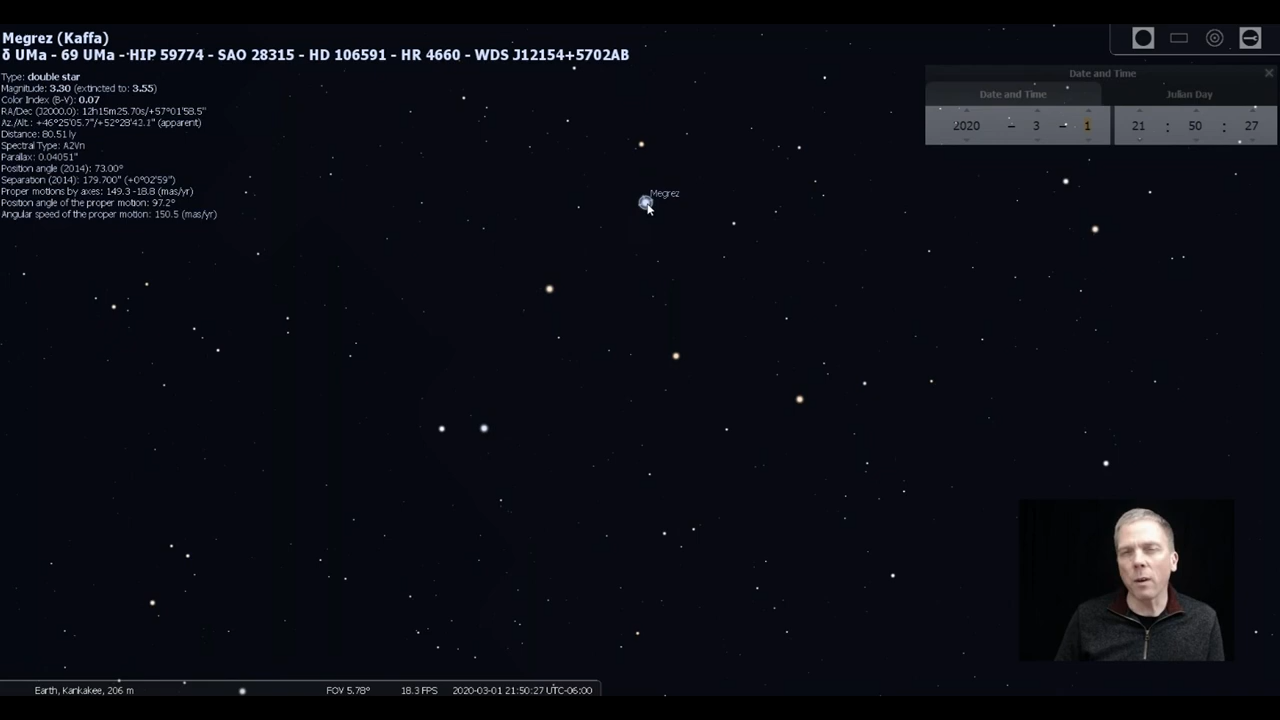 Megrez (Kaffa)
δ UMa - 69 UMa - HIP 59774 - SAO 28315 - HD 106591 - HR 4660 - WDS J12154+5702AB
Type: double star
Magnitude: 3.30 (extincted to: 3.55)
Color Index (B-V): 0.07
RA/Dec (J2000.0): 12h15m25.70s/+57°01'58.5"
Az./Alt.: +46°25'05.7"/+52°28'43.1" (apparent)
Distance: 80.51 ly
Spectral Type: A2Vn
Parallax: 0.04051"
Position angle (2014): 73.00°
Separation (2014): 179.700" (+0°02'59")
Proper motions by axes: 149.3 -18.8 (mas/yr)
Position angle of the proper motion: 97.2°
Angular speed of the proper motion: 150.5 (mas/yr)
Date and Time
Date and Time Julian Day
2020 - 3 - 1 21 : 50 : 27
Megrez
Earth, Kankakee, 206 m FOV 5.78° 18.3 FPS 2020-03-01 21:50:27 UTC-06:00